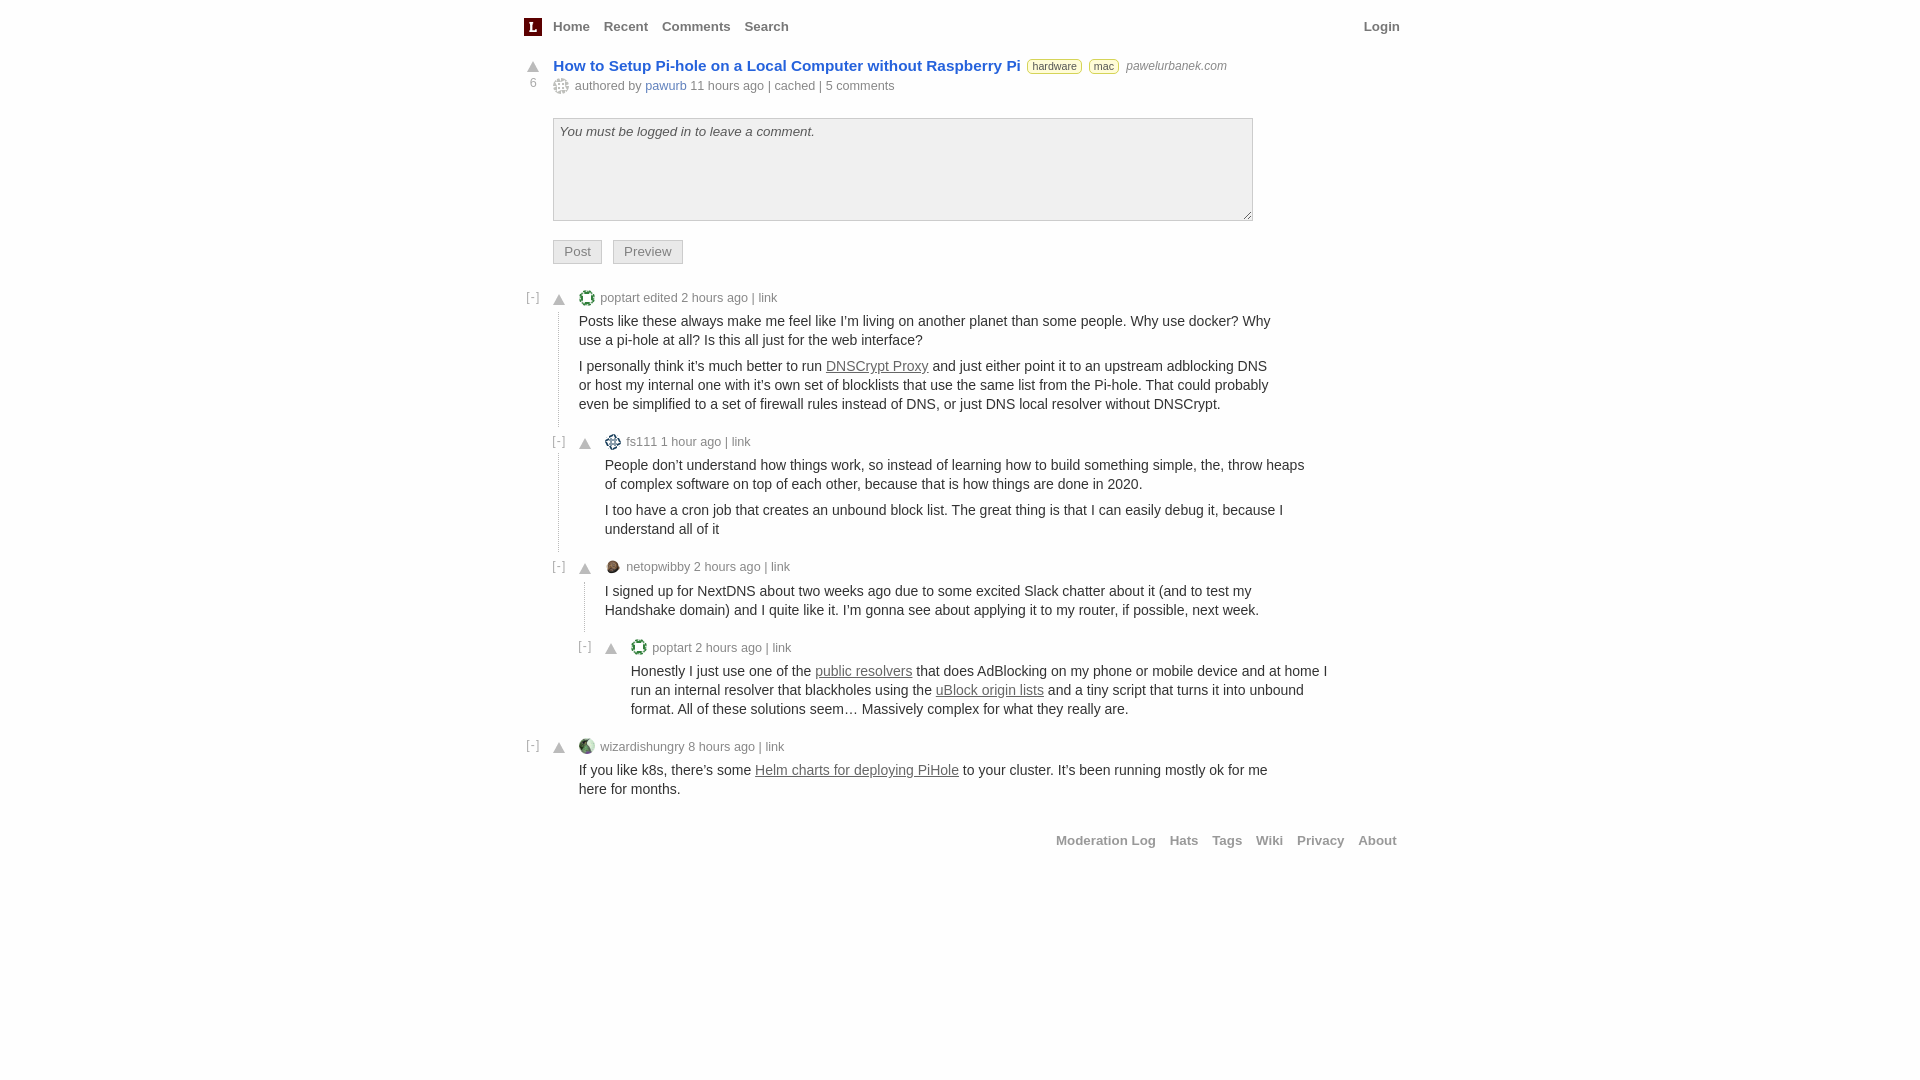 L Home Recent Comments Search Login
How to Setup Pi-hole on a Local Computer without Raspberry Pi hardware mac pawelurbanek.com
6 authored by pawurb 11 hours ago | cached | 5 comments
You must be logged in to leave a comment.
Post Preview
[-] poptart edited 2 hours ago | link
Posts like these always make me feel like I’m living on another planet than some people. Why use docker? Why
use a pi-hole at all? Is this all just for the web interface?
I personally think it’s much better to run DNSCrypt Proxy and just either point it to an upstream adblocking DNS
or host my internal one with it’s own set of blocklists that use the same list from the Pi-hole. That could probably
even be simplified to a set of firewall rules instead of DNS, or just DNS local resolver without DNSCrypt.
[-] fs111 1 hour ago | link
People don’t understand how things work, so instead of learning how to build something simple, the, throw heaps
of complex software on top of each other, because that is how things are done in 2020.
I too have a cron job that creates an unbound block list. The great thing is that I can easily debug it, because I
understand all of it
[-] netopwibby 2 hours ago | link
I signed up for NextDNS about two weeks ago due to some excited Slack chatter about it (and to test my
Handshake domain) and I quite like it. I’m gonna see about applying it to my router, if possible, next week.
[-] poptart 2 hours ago | link
Honestly I just use one of the public resolvers that does AdBlocking on my phone or mobile device and at home I
run an internal resolver that blackholes using the uBlock origin lists and a tiny script that turns it into unbound
format. All of these solutions seem… Massively complex for what they really are.
[-] wizardishungry 8 hours ago | link
If you like k8s, there’s some Helm charts for deploying PiHole to your cluster. It’s been running mostly ok for me
here for months.
Moderation Log Hats Tags Wiki Privacy About